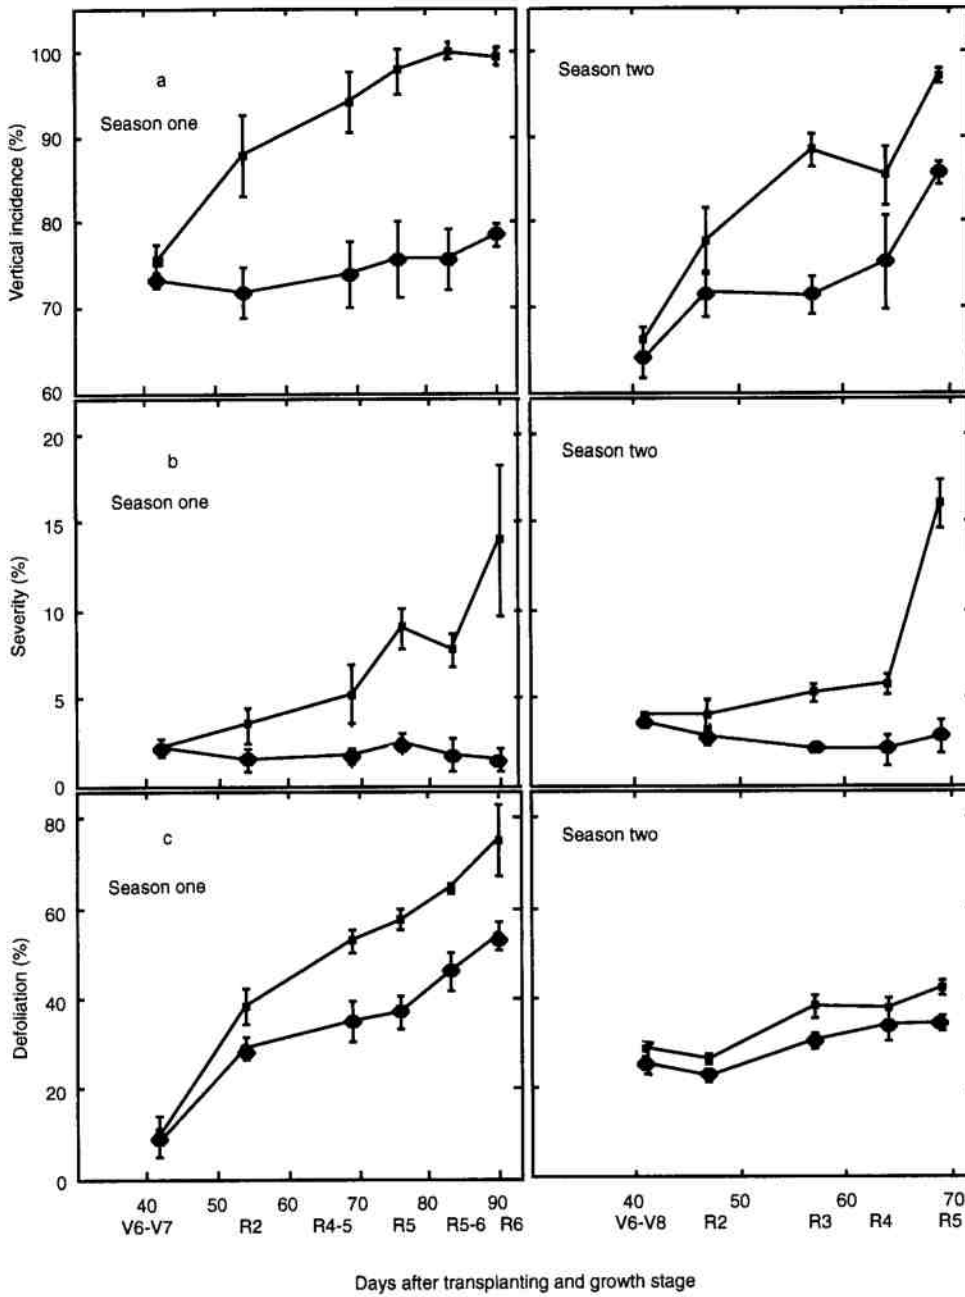 100
90
80
70
60
Vertical incidence (%)
a
Season one
Season two
20
15
10
5
0
Severity (%)
b
Season one
Season two
80
60
40
20
0
Defoliation (%)
c
Season one
Season two
40 50 60 70 80 90
V6-V7 R2 R4-5 R5 R5-6 R6
40 50 60 70
V6-V8 R2 R3 R4 R5
Days after transplanting and growth stage